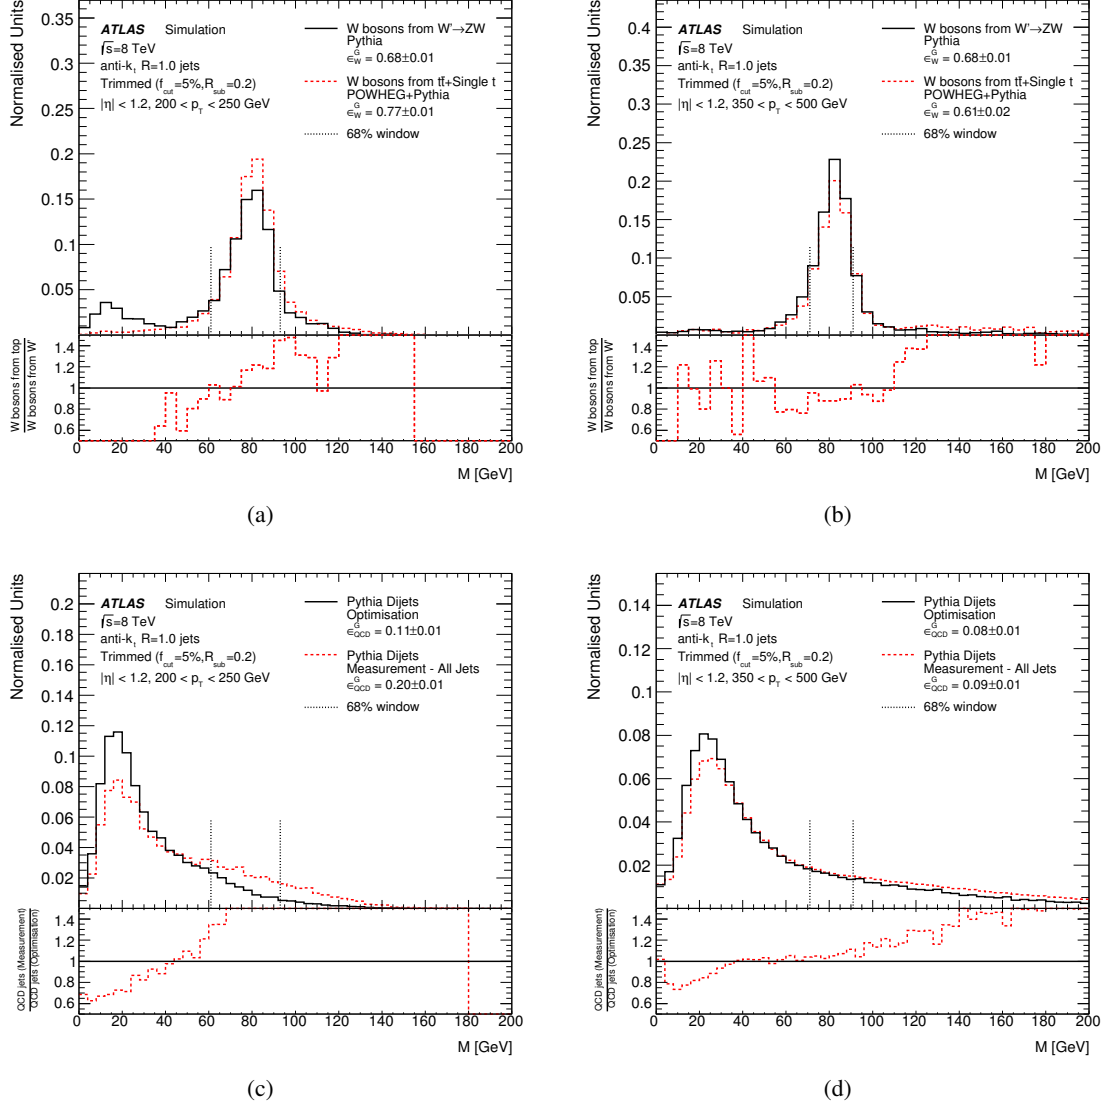 Normalised Units
0.35
0.3
0.25
0.2
0.15
0.1
0.05
ATLAS Simulation
√s=8 TeV
anti-kt R=1.0 jets
Trimmed (fcut=5%,Rsub=0.2)
|η| < 1.2, 200 < pT < 250 GeV
W bosons from W'→ZW
Pythia
ϵ_W^G = 0.68±0.01
W bosons from tt̄+Single t
POWHEG+Pythia
ϵ_W^G = 0.77±0.01
68% window
W bosons from top
W bosons from W
1.4
1.2
1
0.8
0.6
0 20 40 60 80 100 120 140 160 180 200
M [GeV]
(a)
Normalised Units
0.4
0.35
0.3
0.25
0.2
0.15
0.1
0.05
ATLAS Simulation
√s=8 TeV
anti-kt R=1.0 jets
Trimmed (fcut=5%,Rsub=0.2)
|η| < 1.2, 350 < pT < 500 GeV
W bosons from W'→ZW
Pythia
ϵ_W^G = 0.68±0.01
W bosons from tt̄+Single t
POWHEG+Pythia
ϵ_W^G = 0.61±0.02
68% window
W bosons from top
W bosons from W
1.4
1.2
1
0.8
0.6
0 20 40 60 80 100 120 140 160 180 200
M [GeV]
(b)
Normalised Units
0.2
0.18
0.16
0.14
0.12
0.1
0.08
0.06
0.04
0.02
ATLAS Simulation
√s=8 TeV
anti-kt R=1.0 jets
Trimmed (fcut=5%,Rsub=0.2)
|η| < 1.2, 200 < pT < 250 GeV
Pythia Dijets
Optimisation
ϵ_QCD^G = 0.11±0.01
Pythia Dijets
Measurement - All Jets
ϵ_QCD^G = 0.20±0.01
68% window
QCD jets (Measurement)
QCD jets (Optimisation)
1.4
1.2
1
0.8
0.6
0 20 40 60 80 100 120 140 160 180 200
M [GeV]
(c)
Normalised Units
0.14
0.12
0.1
0.08
0.06
0.04
0.02
ATLAS Simulation
√s=8 TeV
anti-kt R=1.0 jets
Trimmed (fcut=5%,Rsub=0.2)
|η| < 1.2, 350 < pT < 500 GeV
Pythia Dijets
Optimisation
ϵ_QCD^G = 0.08±0.01
Pythia Dijets
Measurement - All Jets
ϵ_QCD^G = 0.09±0.01
68% window
QCD jets (Measurement)
QCD jets (Optimisation)
1.4
1.2
1
0.8
0.6
0 20 40 60 80 100 120 140 160 180 200
M [GeV]
(d)